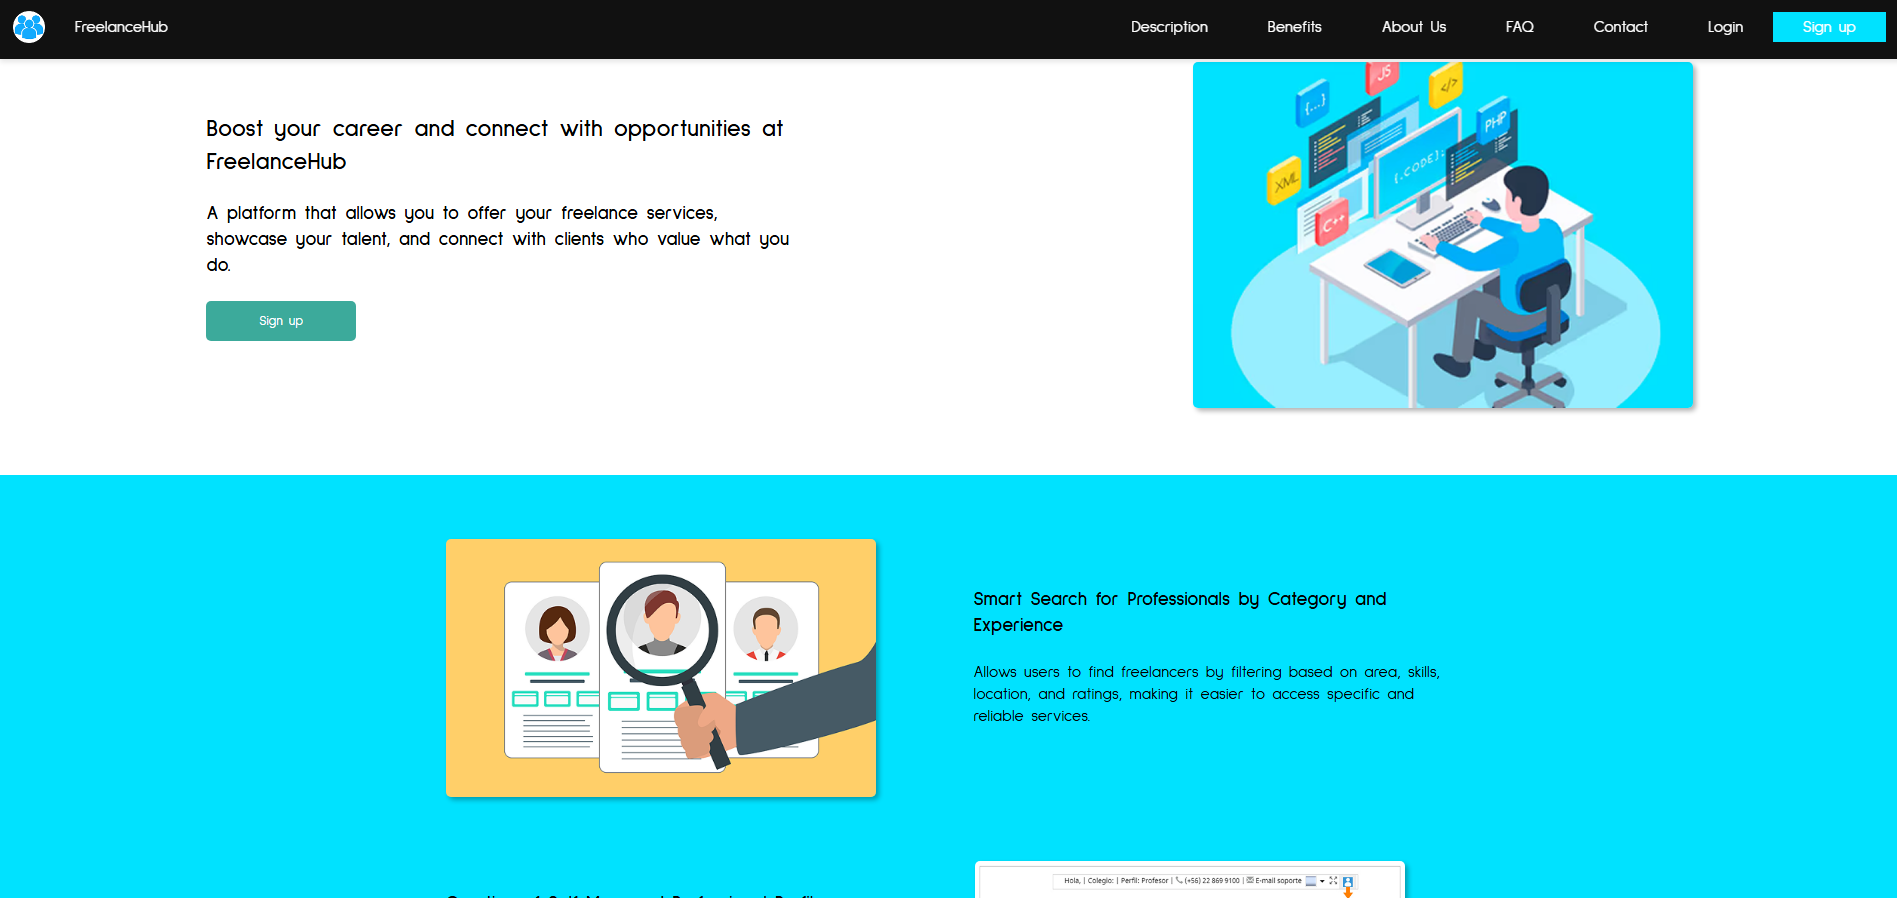 FreelanceHub
Description
Benefits
About Us
FAQ
Contact
Login
Sign up
Boost your career and connect with opportunities at
FreelanceHub
A platform that allows you to offer your freelance services,
showcase your talent, and connect with clients who value what you
do.
Sign up
{...}
JS
</>
PHP
{.CODE};
XML
C++
Smart Search for Professionals by Category and
Experience
Allows users to find freelancers by filtering based on area, skills,
location, and ratings, making it easier to access specific and
reliable services.
Hola, | Colegio: | Perfil: Profesor | (+56) 22 869 9100 | E-mail soporte